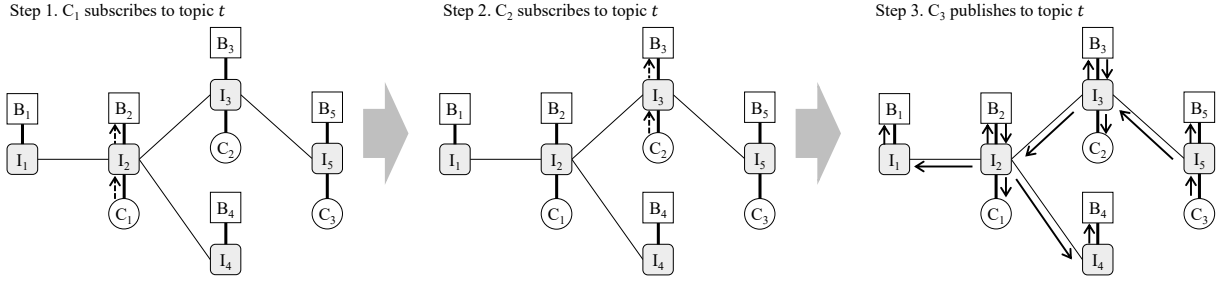 Step 1. C₁ subscribes to topic t
B₃
B₁
B₂
I₃
B₅
C₂
I₁
I₂
I₅
B₄
C₁
C₃
I₄
Step 2. C₂ subscribes to topic t
B₃
B₁
B₂
I₃
B₅
C₂
I₁
I₂
I₅
B₄
C₁
C₃
I₄
Step 3. C₃ publishes to topic t
B₃
B₁
B₂
I₃
B₅
C₂
I₁
I₂
I₅
B₄
C₁
C₃
I₄